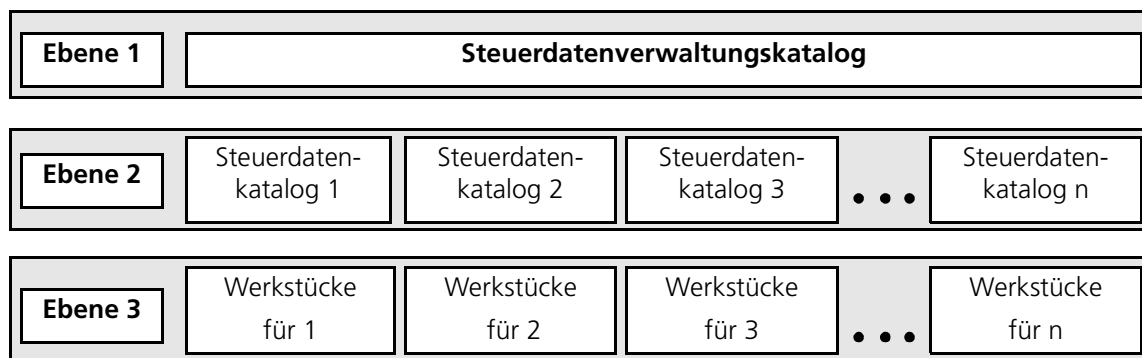 Ebene 1
Steuerdatenverwaltungskatalog
Ebene 2
Steuerdaten-
katalog 1
Steuerdaten-
katalog 2
Steuerdaten-
katalog 3
• • •
Steuerdaten-
katalog n
Ebene 3
Werkstücke
für 1
Werkstücke
für 2
Werkstücke
für 3
• • •
Werkstücke
für n